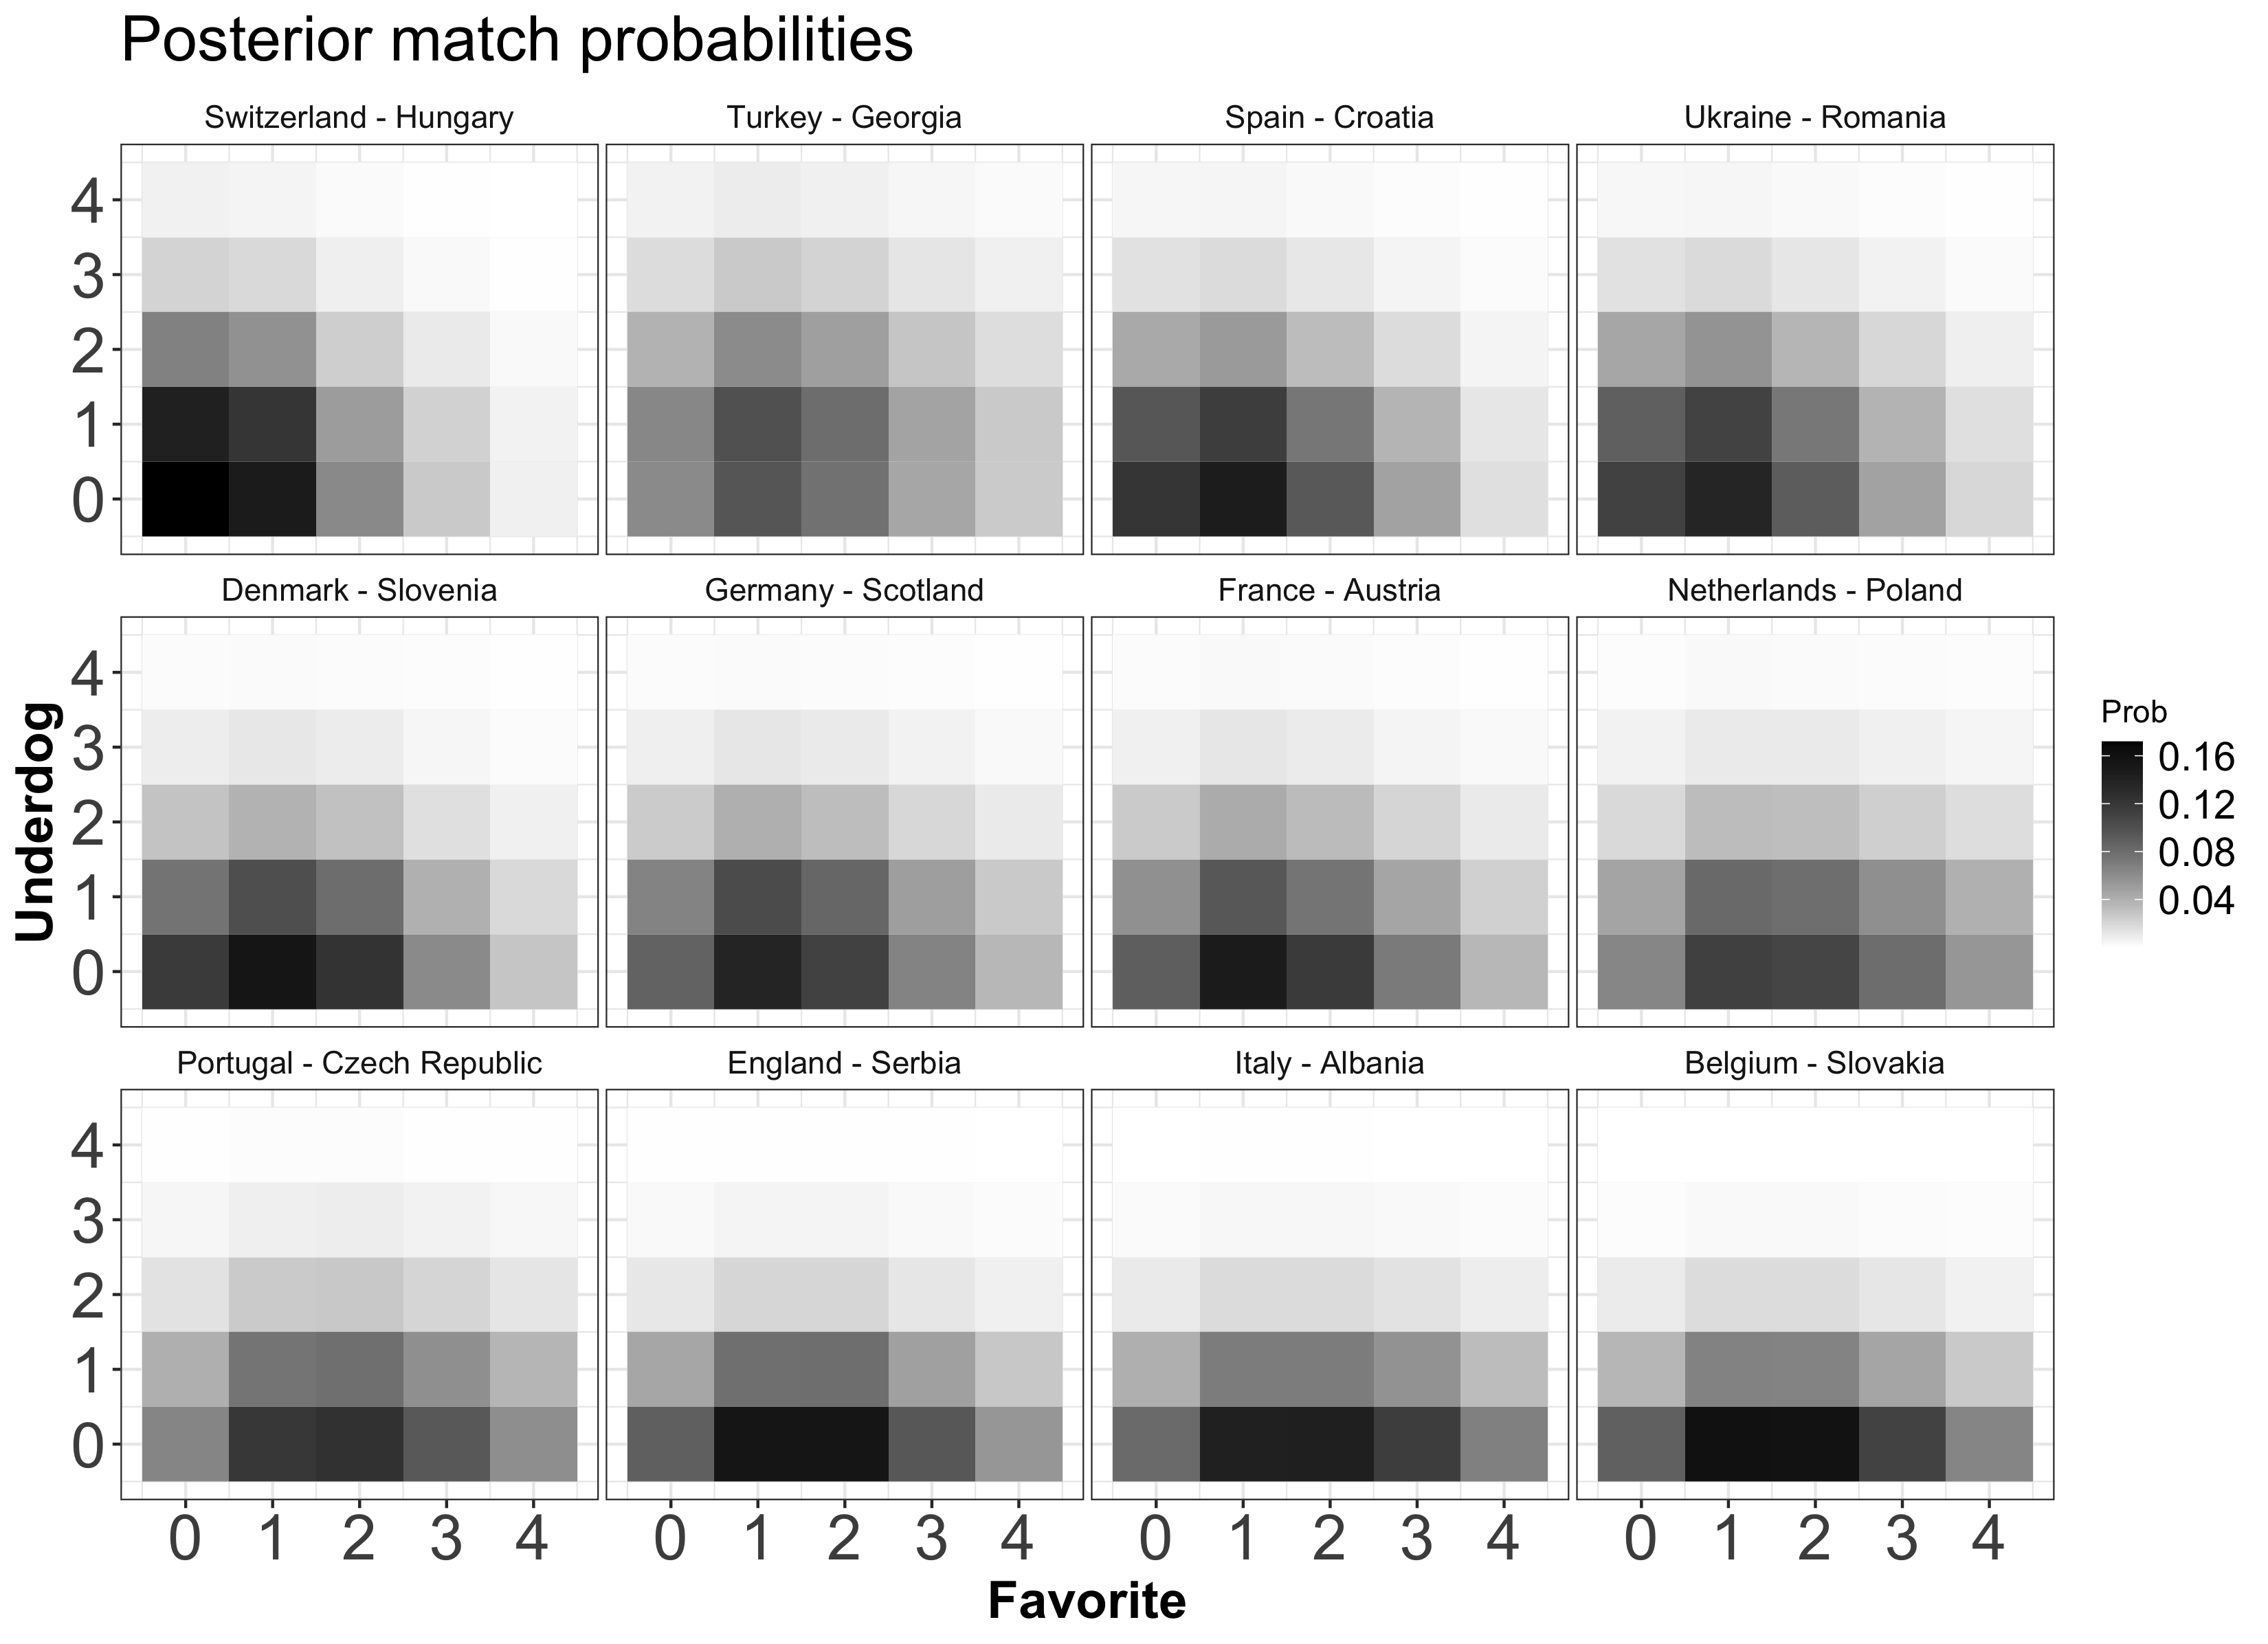 Posterior match probabilities
Switzerland - Hungary
Turkey - Georgia
Spain - Croatia
Ukraine - Romania
4
3
2
1
0
Denmark - Slovenia
Germany - Scotland
France - Austria
Netherlands - Poland
4
3
2
1
0
Underdog
Prob
0.16
0.12
0.08
0.04
Portugal - Czech Republic
England - Serbia
Italy - Albania
Belgium - Slovakia
4
3
2
1
0
0 1 2 3 4
0 1 2 3 4
0 1 2 3 4
0 1 2 3 4
Favorite